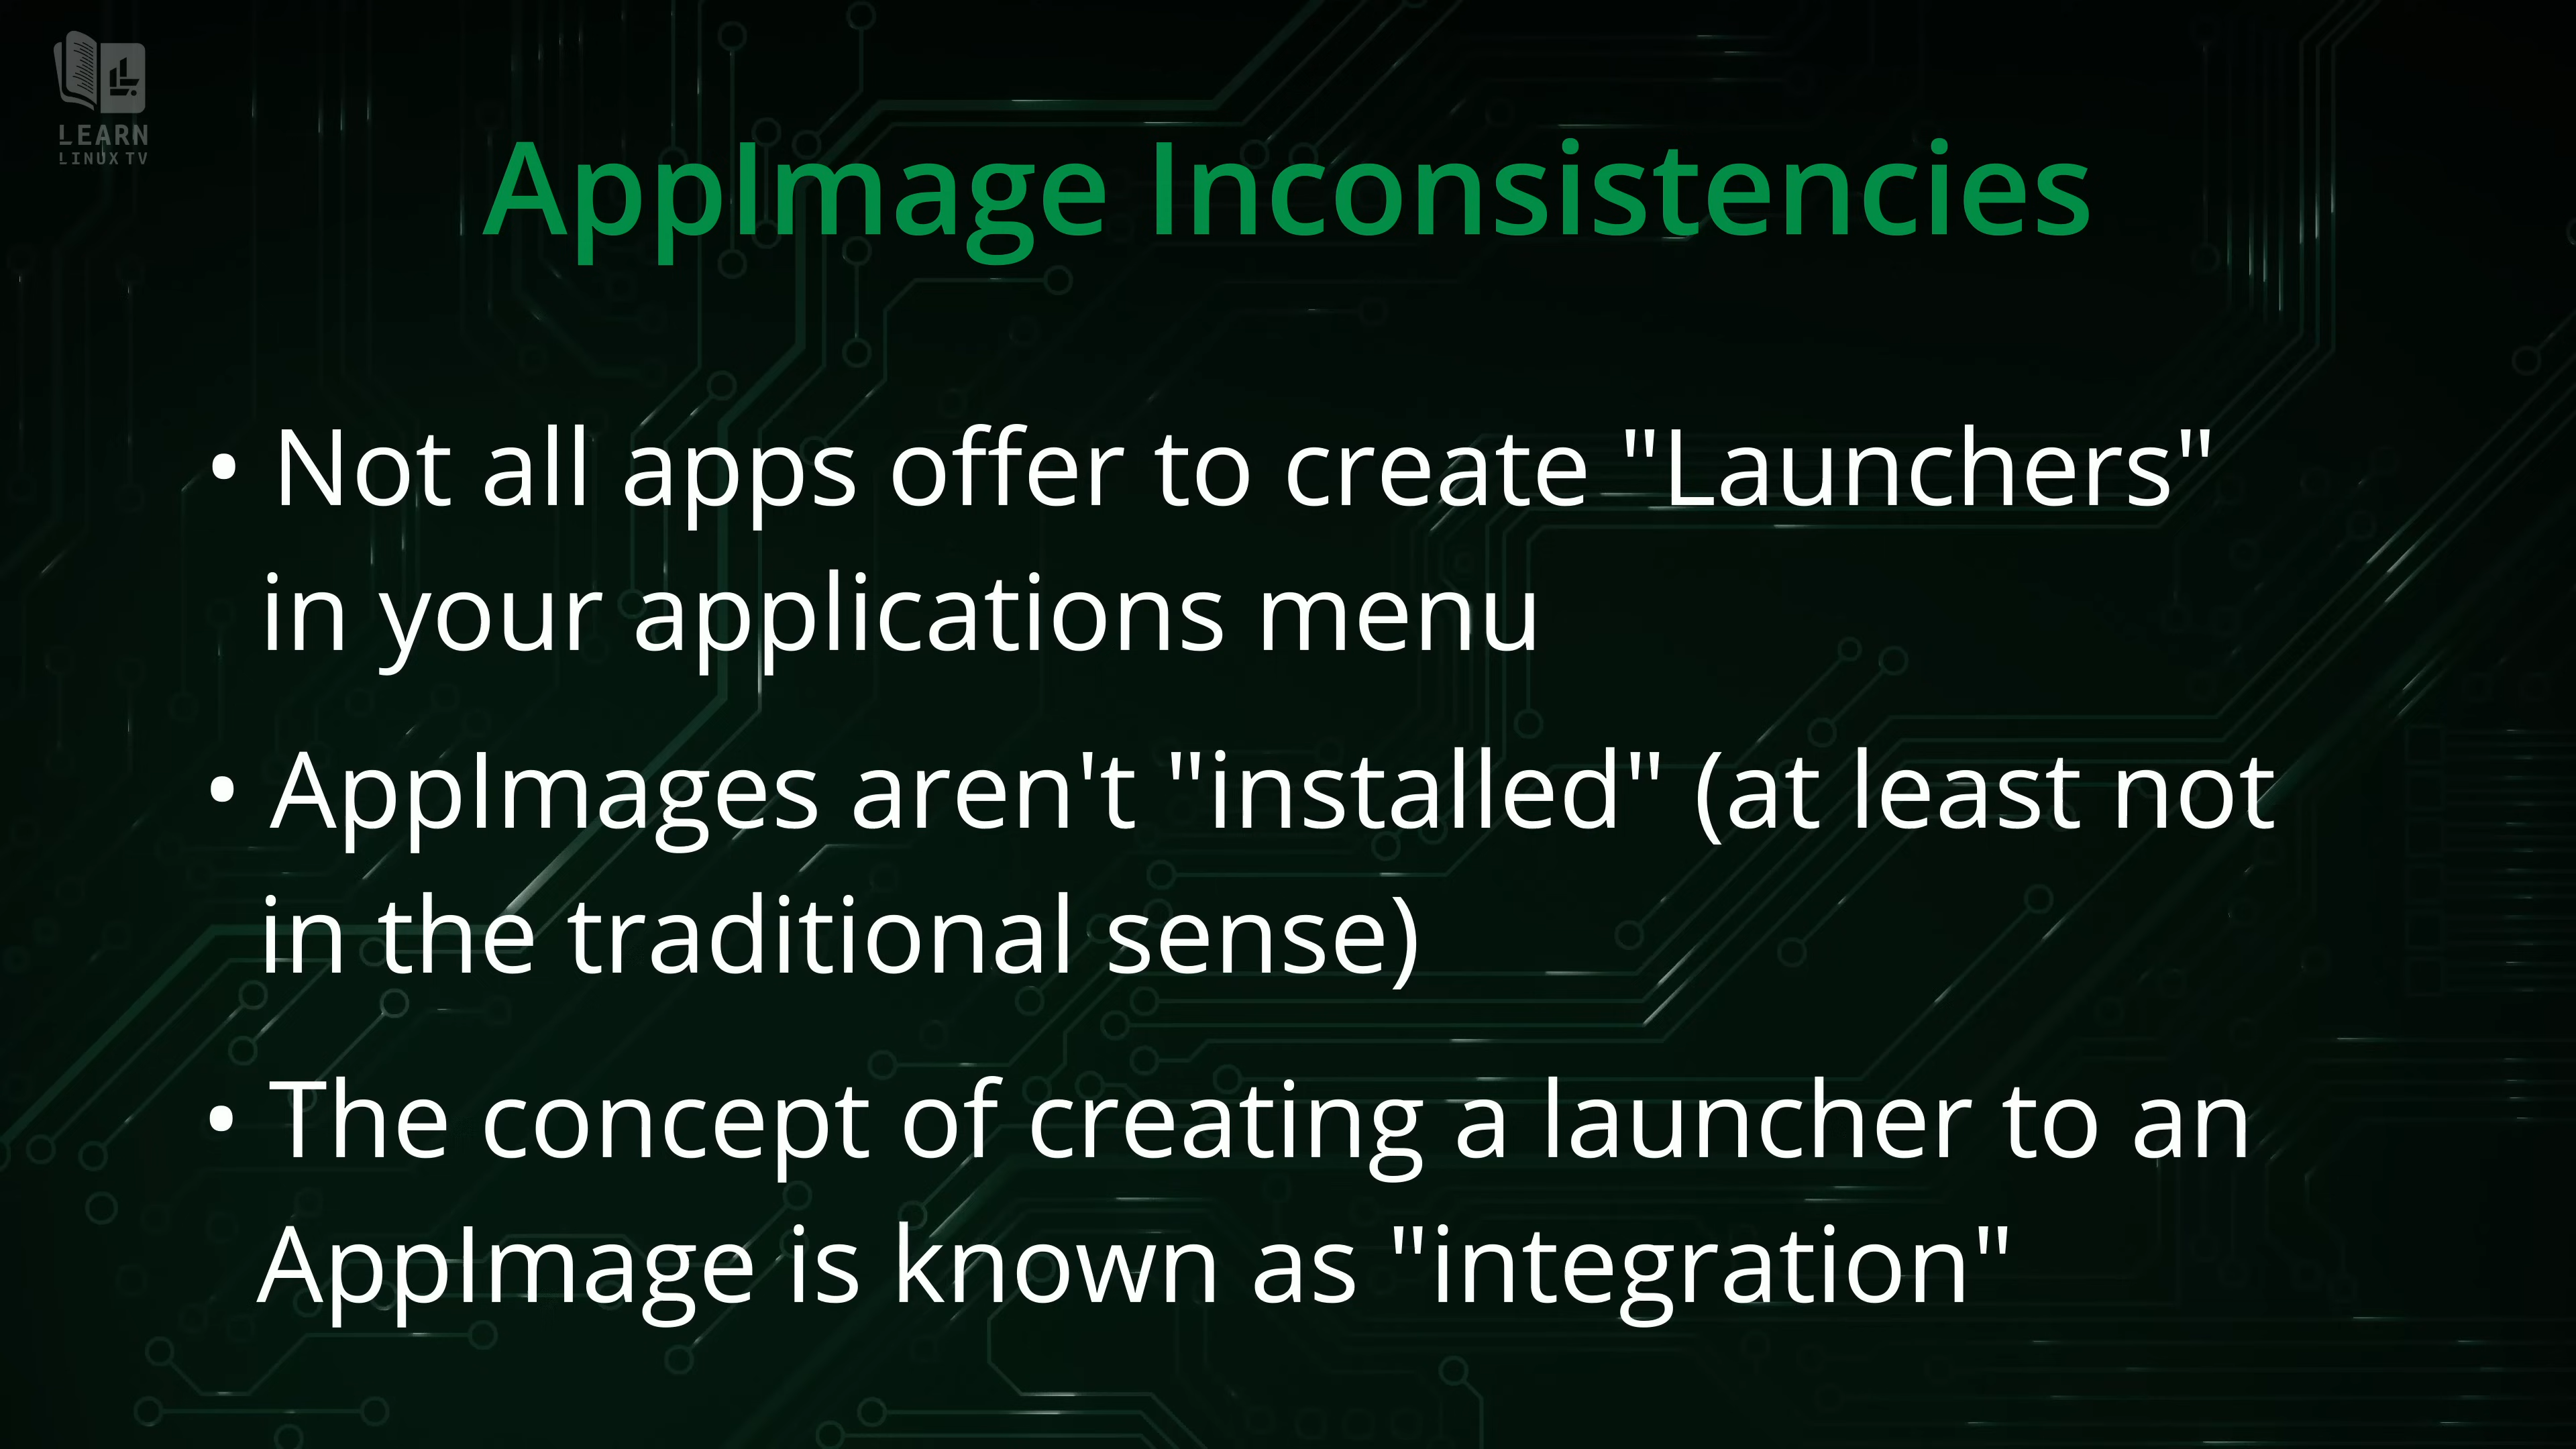 LEARN
LINUX TV
AppImage Inconsistencies
• Not all apps offer to create "Launchers"
in your applications menu
• AppImages aren't "installed" (at least not
in the traditional sense)
• The concept of creating a launcher to an
AppImage is known as "integration"